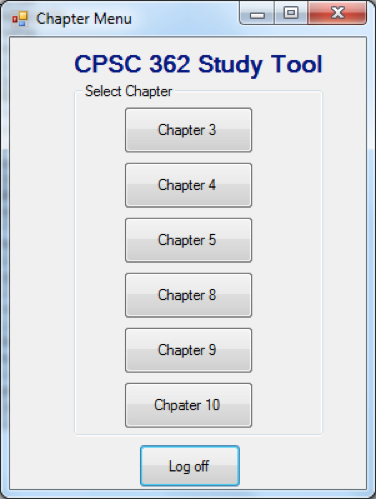 Chapter Menu
CPSC 362 Study Tool
Select Chapter
Chapter 3
Chapter 4
Chapter 5
Chapter 8
Chapter 9
Chpater 10
Log off